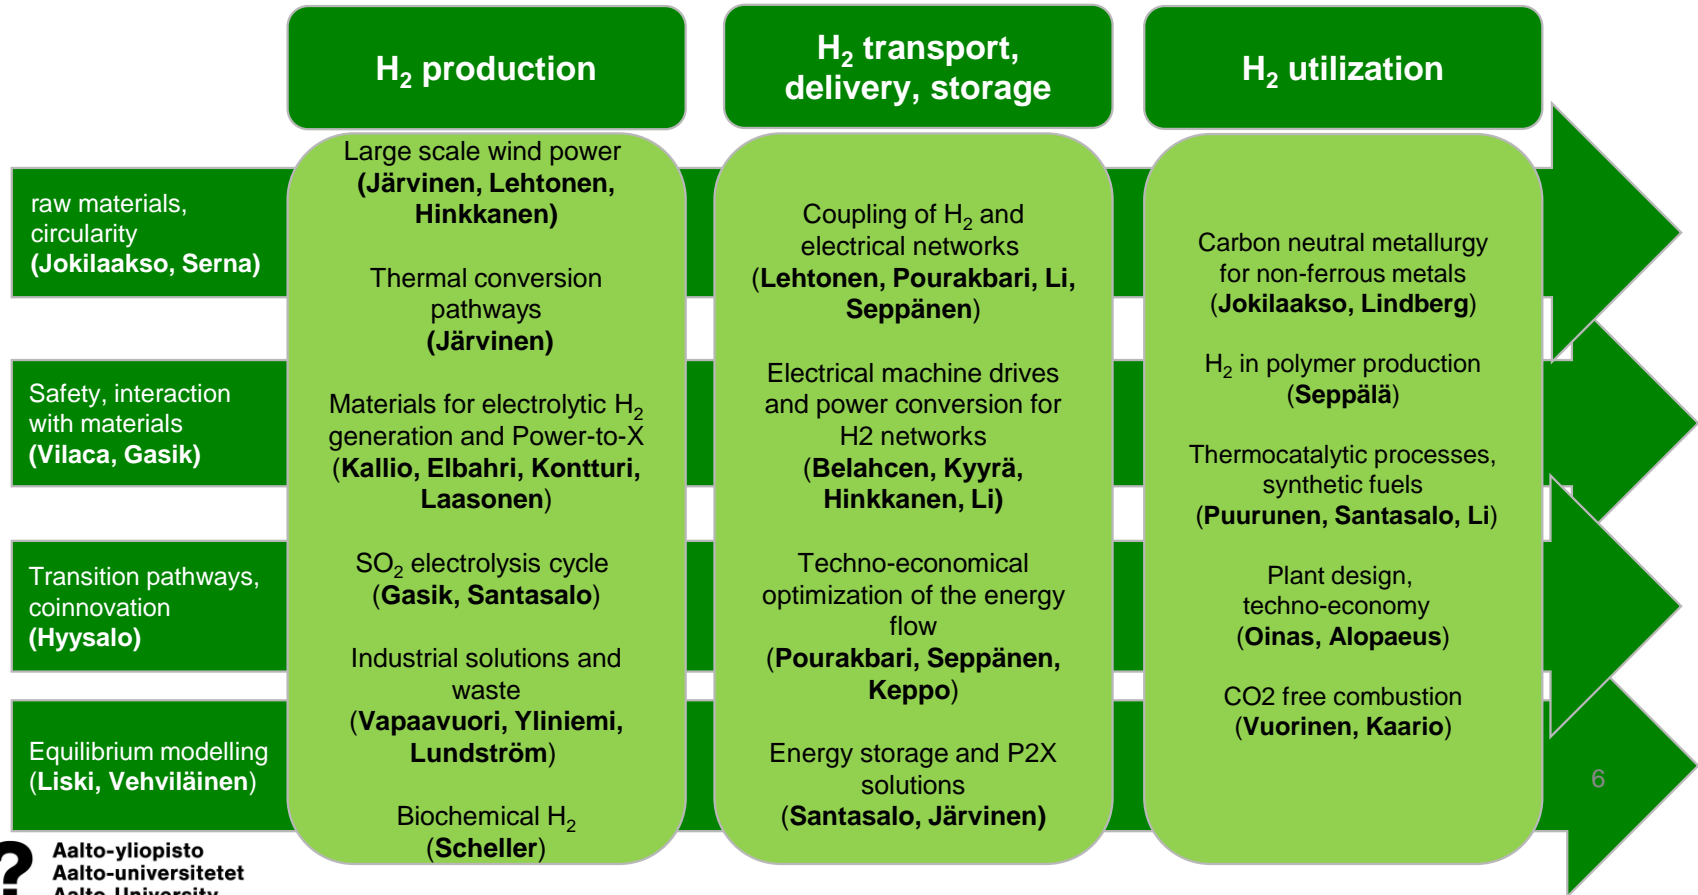 H₂ production
H₂ transport,
delivery, storage
H₂ utilization
raw materials,
circularity
(Jokilaakso, Serna)
Safety, interaction
with materials
(Vilaca, Gasik)
Transition pathways,
coinnovation
(Hyysalo)
Equilibrium modelling
(Liski, Vehviläinen)
Large scale wind power
(Järvinen, Lehtonen,
Hinkkanen)
Thermal conversion
pathways
(Järvinen)
Materials for electrolytic H₂
generation and Power-to-X
(Kallio, Elbahri, Kontturi,
Laasonen)
SO₂ electrolysis cycle
(Gasik, Santasalo)
Industrial solutions and
waste
(Vapaavuori, Yliniemi,
Lundström)
Biochemical H₂
(Scheller)
Coupling of H₂ and
electrical networks
(Lehtonen, Pourakbari, Li,
Seppänen)
Electrical machine drives
and power conversion for
H2 networks
(Belahcen, Kyyrä,
Hinkkanen, Li)
Techno-economical
optimization of the energy
flow
(Pourakbari, Seppänen,
Keppo)
Energy storage and P2X
solutions
(Santasalo, Järvinen)
Carbon neutral metallurgy
for non-ferrous metals
(Jokilaakso, Lindberg)
H₂ in polymer production
(Seppälä)
Thermocatalytic processes,
synthetic fuels
(Puurunen, Santasalo, Li)
Plant design,
techno-economy
(Oinas, Alopaeus)
CO2 free combustion
(Vuorinen, Kaario)
6
?
Aalto-yliopisto
Aalto-universitetet
Aalto University